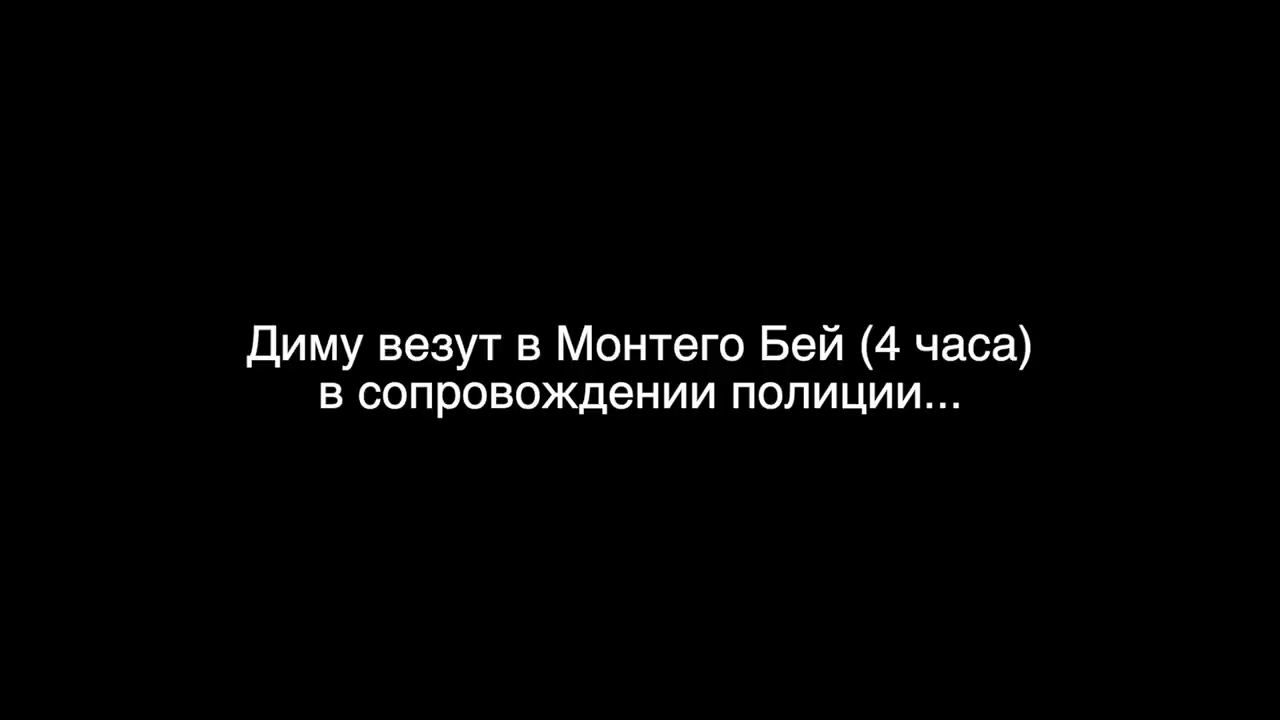 Диму везут в Монтего Бей (4 часа)
в сопровождении полиции...